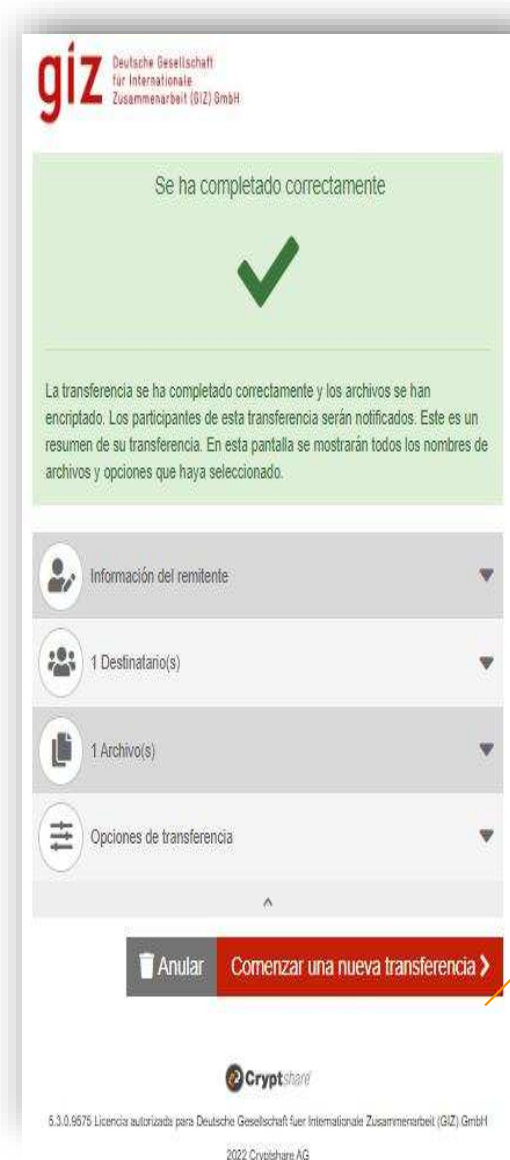 giz Deutsche Gesellschaft
für Internationale
Zusammenarbeit (GIZ) GmbH
Se ha completado correctamente
La transferencia se ha completado correctamente y los archivos se han
encriptado. Los participantes de esta transferencia serán notificados. Este es un
resumen de su transferencia. En esta pantalla se mostrarán todos los nombres de
archivos y opciones que haya seleccionado.
Información del remitente
1 Destinatario(s)
1 Archivo(s)
Opciones de transferencia
Anular
Comenzar una nueva transferencia
Cryptshare
5.3.0.9575 Licencia autorizada para Deutsche Gesellschaft fuer Internationale Zusammenarbeit (GIZ) GmbH
2022 Cryptshare AG